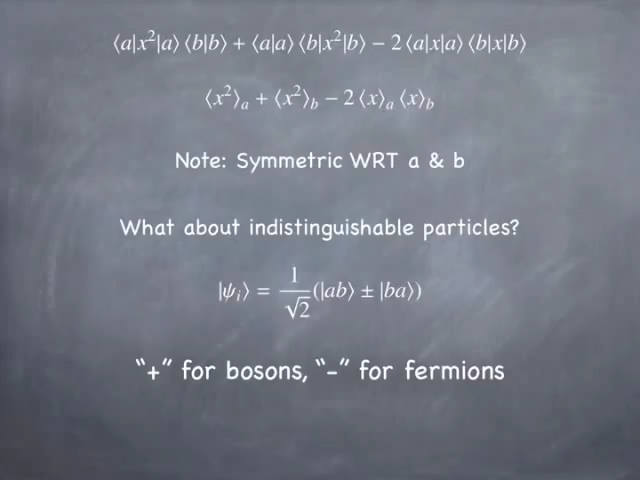 ⟨a|x²|a⟩ ⟨b|b⟩ + ⟨a|a⟩ ⟨b|x²|b⟩ − 2 ⟨a|x|a⟩ ⟨b|x|b⟩
⟨x²⟩ₐ + ⟨x²⟩_b − 2 ⟨x⟩ₐ ⟨x⟩_b
Note: Symmetric WRT a & b
What about indistinguishable particles?
|ψᵢ⟩ = 1/√2 (|ab⟩ ± |ba⟩)
“+” for bosons, “-” for fermions